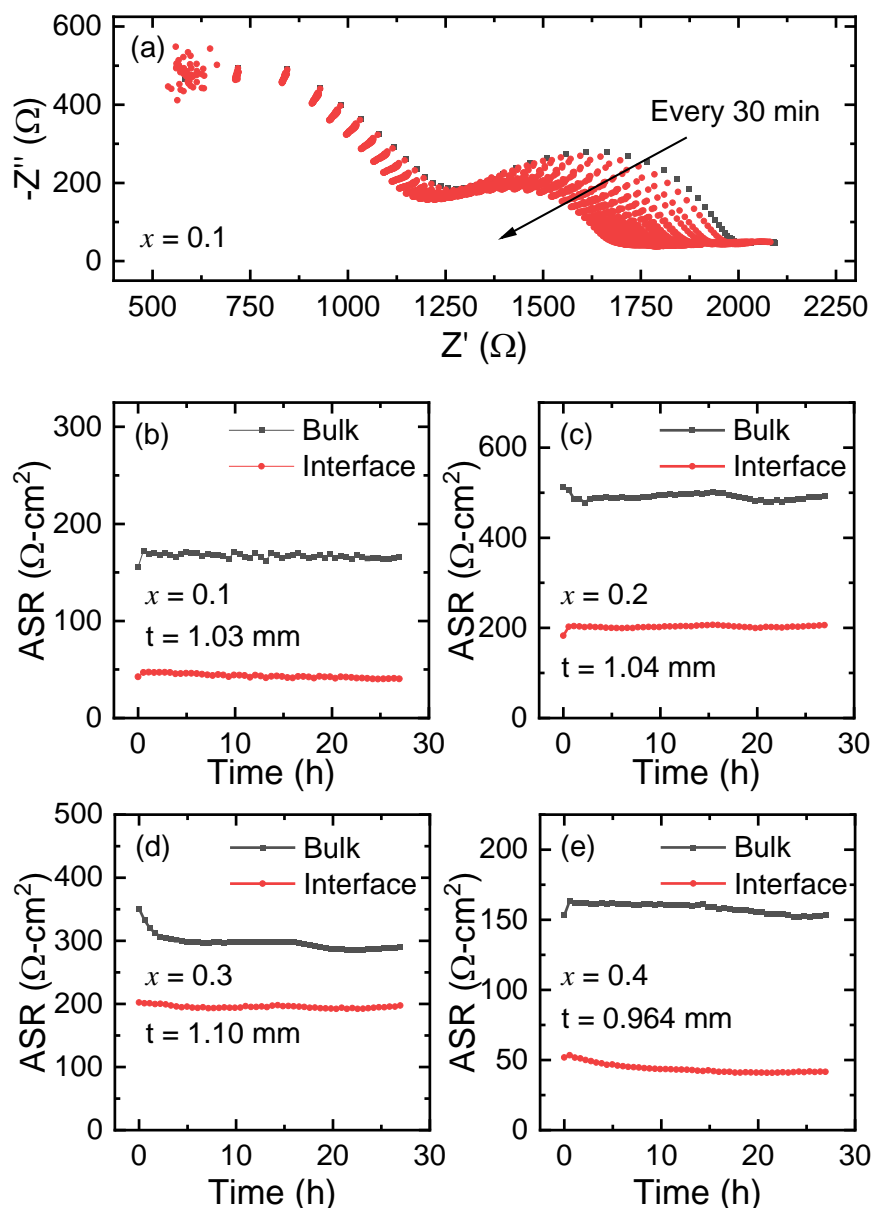 (a)
Every 30 min
x = 0.1
-Z'' (Ω)
600
400
200
0
500 750 1000 1250 1500 1750 2000 2250
Z' (Ω)
(b)
Bulk
Interface
x = 0.1
t = 1.03 mm
ASR (Ω-cm²)
300
200
100
0
0 10 20 30
Time (h)
(c)
Bulk
Interface
x = 0.2
t = 1.04 mm
ASR (Ω-cm²)
600
400
200
0
0 10 20 30
Time (h)
(d)
Bulk
Interface
x = 0.3
t = 1.10 mm
ASR (Ω-cm²)
500
400
300
200
100
0
0 10 20 30
Time (h)
(e)
Bulk
Interface
x = 0.4
t = 0.964 mm
ASR (Ω-cm²)
200
150
100
50
0
0 10 20 30
Time (h)